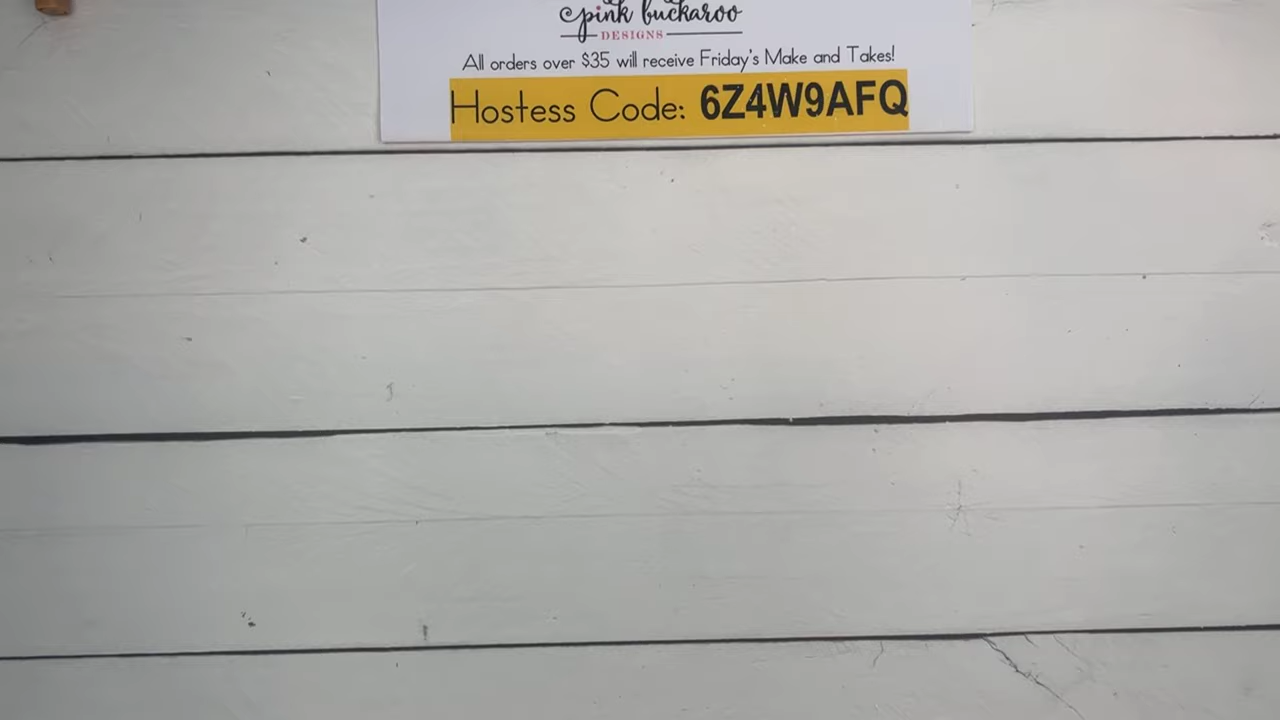 pink buckaroo
DESIGNS
All orders over $35 will receive Friday's Make and Takes!
Hostess Code: 6Z4W9AFQ